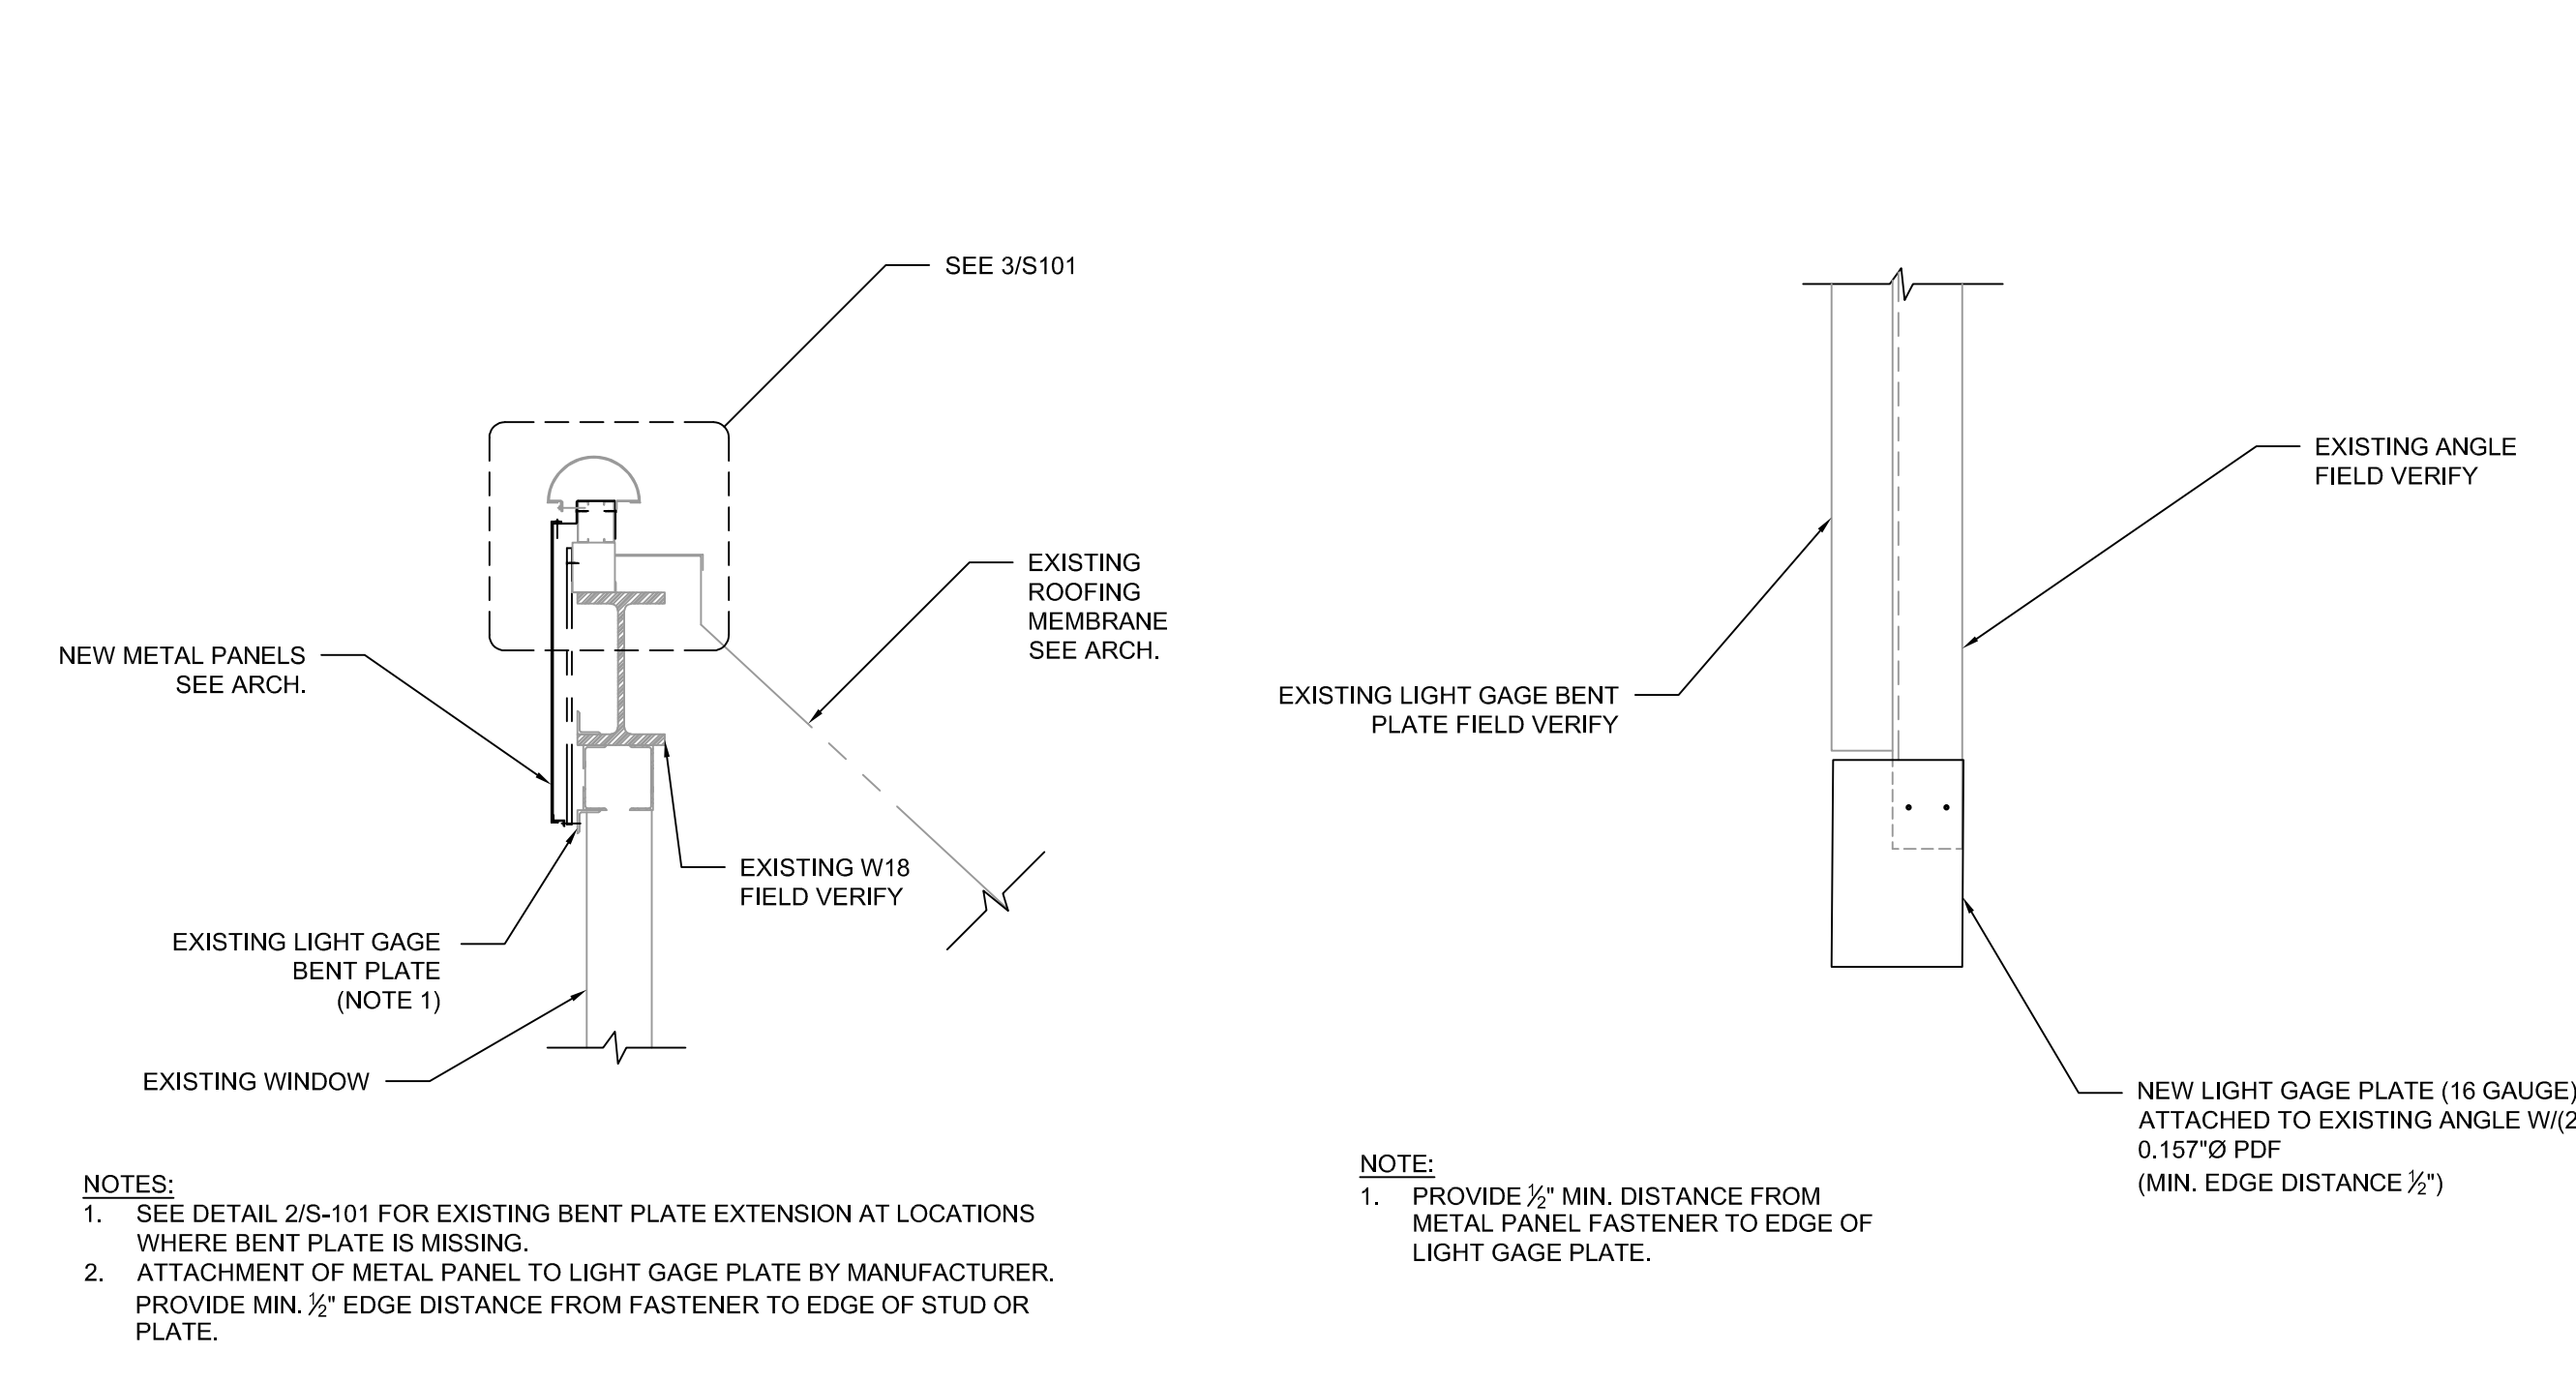 SEE 3/S101
EXISTING
ROOFING
MEMBRANE
SEE ARCH.
NEW METAL PANELS
SEE ARCH.
EXISTING W18
FIELD VERIFY
EXISTING LIGHT GAGE
BENT PLATE
(NOTE 1)
EXISTING WINDOW
NOTES:
1. SEE DETAIL 2/S-101 FOR EXISTING BENT PLATE EXTENSION AT LOCATIONS
WHERE BENT PLATE IS MISSING.
2. ATTACHMENT OF METAL PANEL TO LIGHT GAGE PLATE BY MANUFACTURER.
PROVIDE MIN. ½" EDGE DISTANCE FROM FASTENER TO EDGE OF STUD OR
PLATE.
EXISTING ANGLE
FIELD VERIFY
EXISTING LIGHT GAGE BENT
PLATE FIELD VERIFY
NEW LIGHT GAGE PLATE (16 GAUGE)
ATTACHED TO EXISTING ANGLE W/(2
0.157"Ø PDF
(MIN. EDGE DISTANCE ½")
NOTE:
1. PROVIDE ½" MIN. DISTANCE FROM
METAL PANEL FASTENER TO EDGE OF
LIGHT GAGE PLATE.